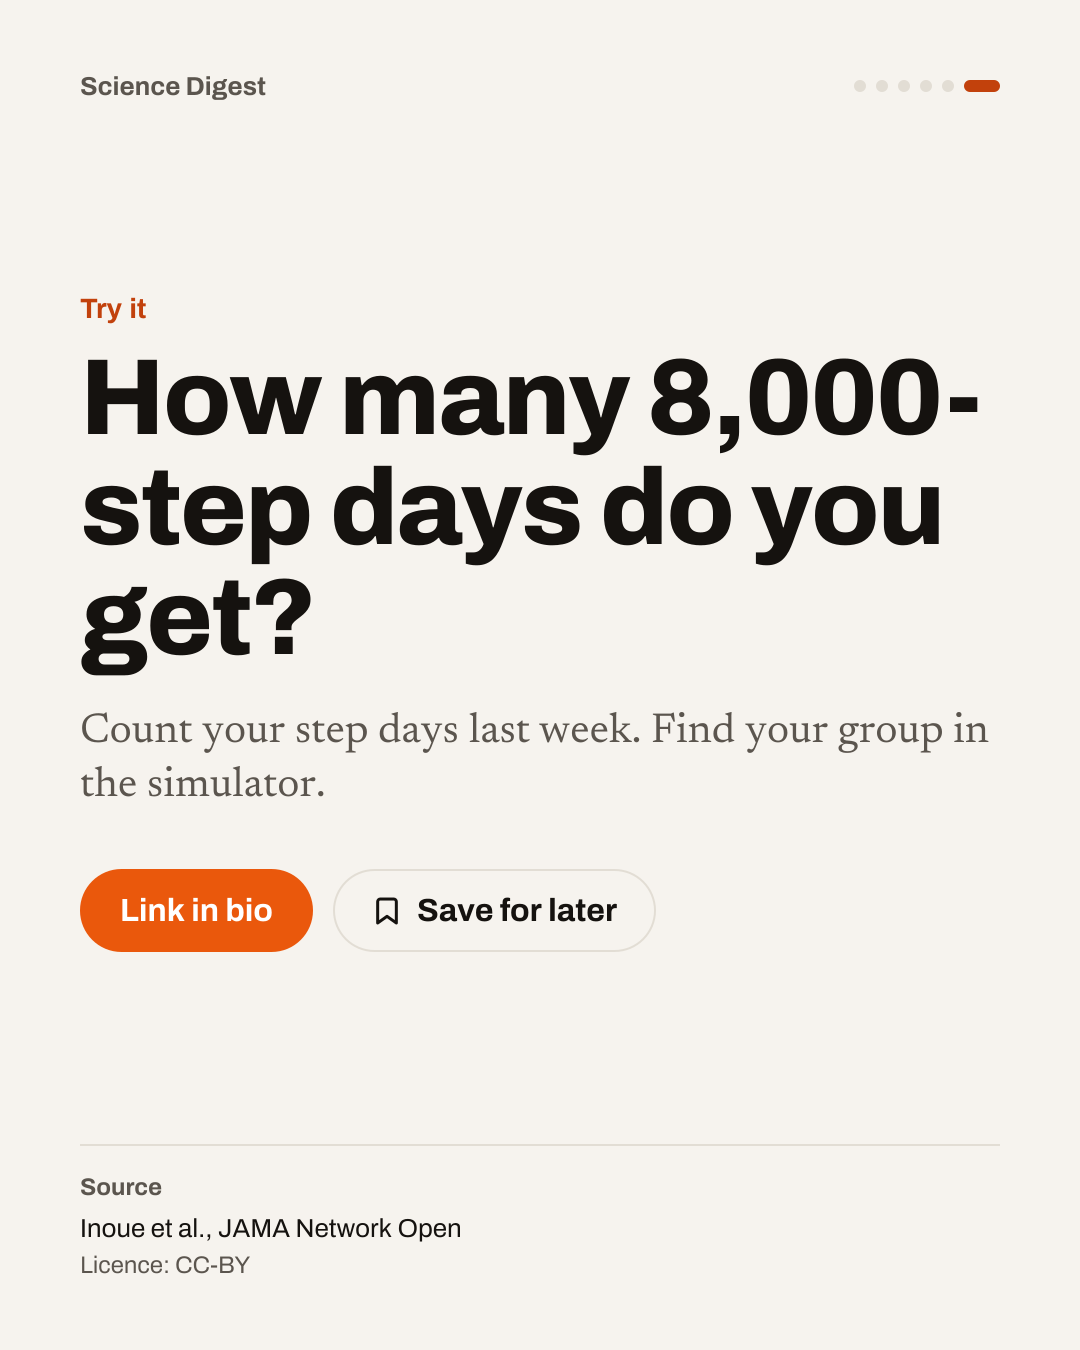 Science Digest
Try it
How many 8,000-
step days do you
get?
Count your step days last week. Find your group in
the simulator.
Link in bio
Save for later
Source
Inoue et al., JAMA Network Open
Licence: CC-BY